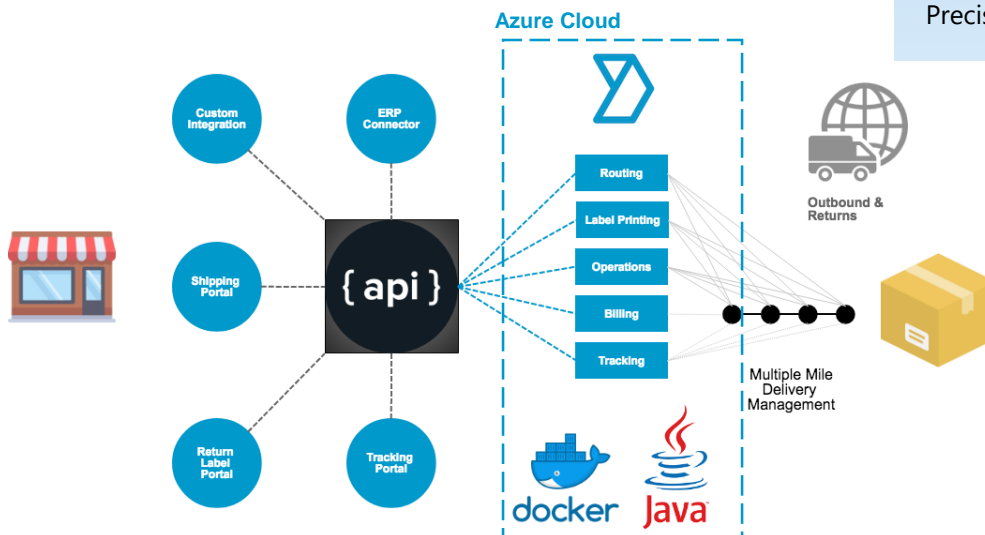 Azure Cloud
Custom
Integration
ERP
Connector
Routing
Label Printing
Outbound &
Returns
Shipping
Portal
{ api }
Operations
Billing
Tracking
Multiple Mile
Delivery
Management
Return
Label
Portal
Tracking
Portal
docker
Java